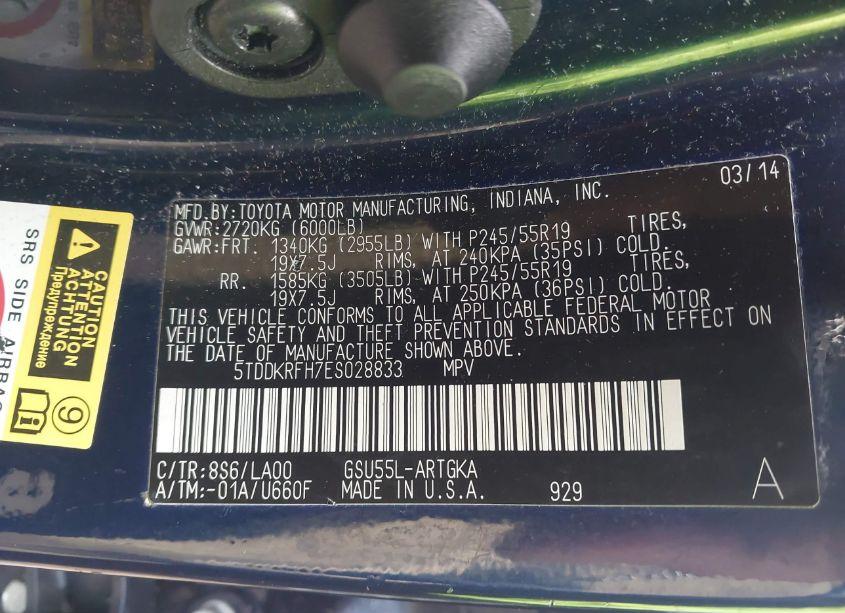 03/14
MFD. BY: TOYOTA MOTOR MANUFACTURING, INDIANA, INC.
GVWR: 2720KG (6000LB)
GAWR: FRT. 1340KG (2955LB) WITH P245/55R19 TIRES,
19X7.5J RIMS, AT 240KPA (35PSI) COLD.
RR. 1585KG (3505LB) WITH P245/55R19 TIRES,
19X7.5J RIMS, AT 250KPA (36PSI) COLD.
THIS VEHICLE CONFORMS TO ALL APPLICABLE FEDERAL MOTOR
VEHICLE SAFETY AND THEFT PREVENTION STANDARDS IN EFFECT ON
THE DATE OF MANUFACTURE SHOWN ABOVE.
5TDDKRFH7ES028833 MPV
C/TR: 8S6/LA00 GSU55L-ARTGKA
A/TM: -01A/U660F MADE IN U.S.A. 929 A
SRS SIDE AIRBAG
CAUTION
ATTENTION
ACHTUNG
Предупреждение
9